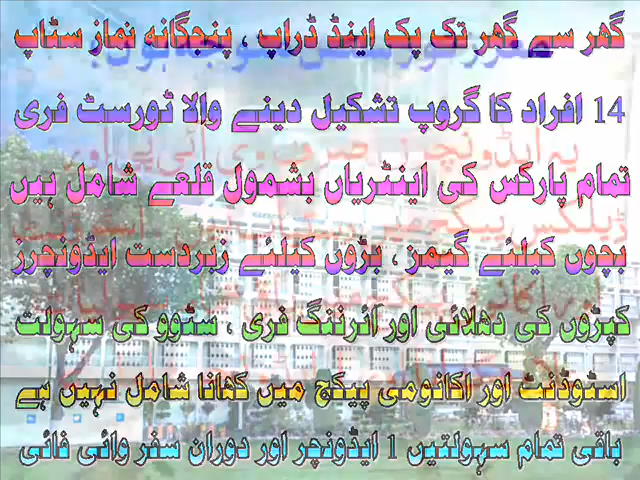 گھر سے گھر تک پک اینڈ ڈراپ ، پنجگانہ نماز سٹاپ
14 افراد کا گروپ تشکیل دینے والا ٹورسٹ فری
تمام پارکس کی اینٹریاں بشمول قلعے شامل ہیں
بچوں کیلئے گیمز ، بڑوں کیلئے زبردست ایڈونچرز
کپڑوں کی دھلائی اور آئرننگ فری ، سٹوو کی سہولت
اسٹوڈنٹ اور اکانومی پیکج میں کھانا شامل نہیں ہے
باقی تمام سہولتیں 1 ایڈونچر اور دوران سفر وائی فائی